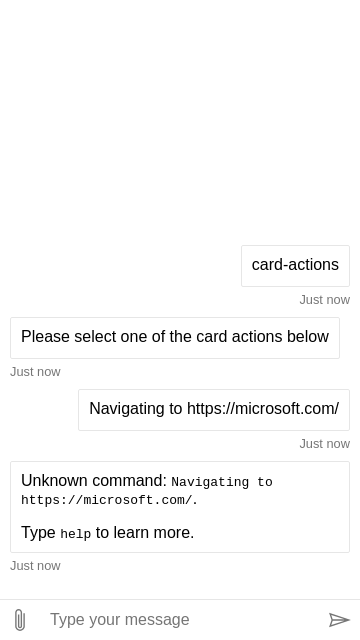 card-actions
Just now
Please select one of the card actions below
Just now
Navigating to https://microsoft.com/
Just now
Unknown command: Navigating to
https://microsoft.com/.
Type help to learn more.
Just now
Type your message